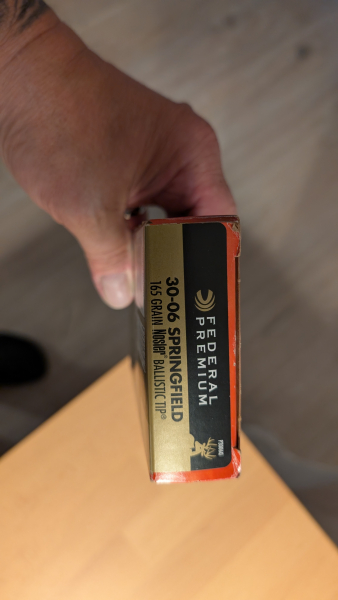 FEDERAL
PREMIUM
30-06 SPRINGFIELD
165 GRAIN Nosler® BALLISTIC TIP®